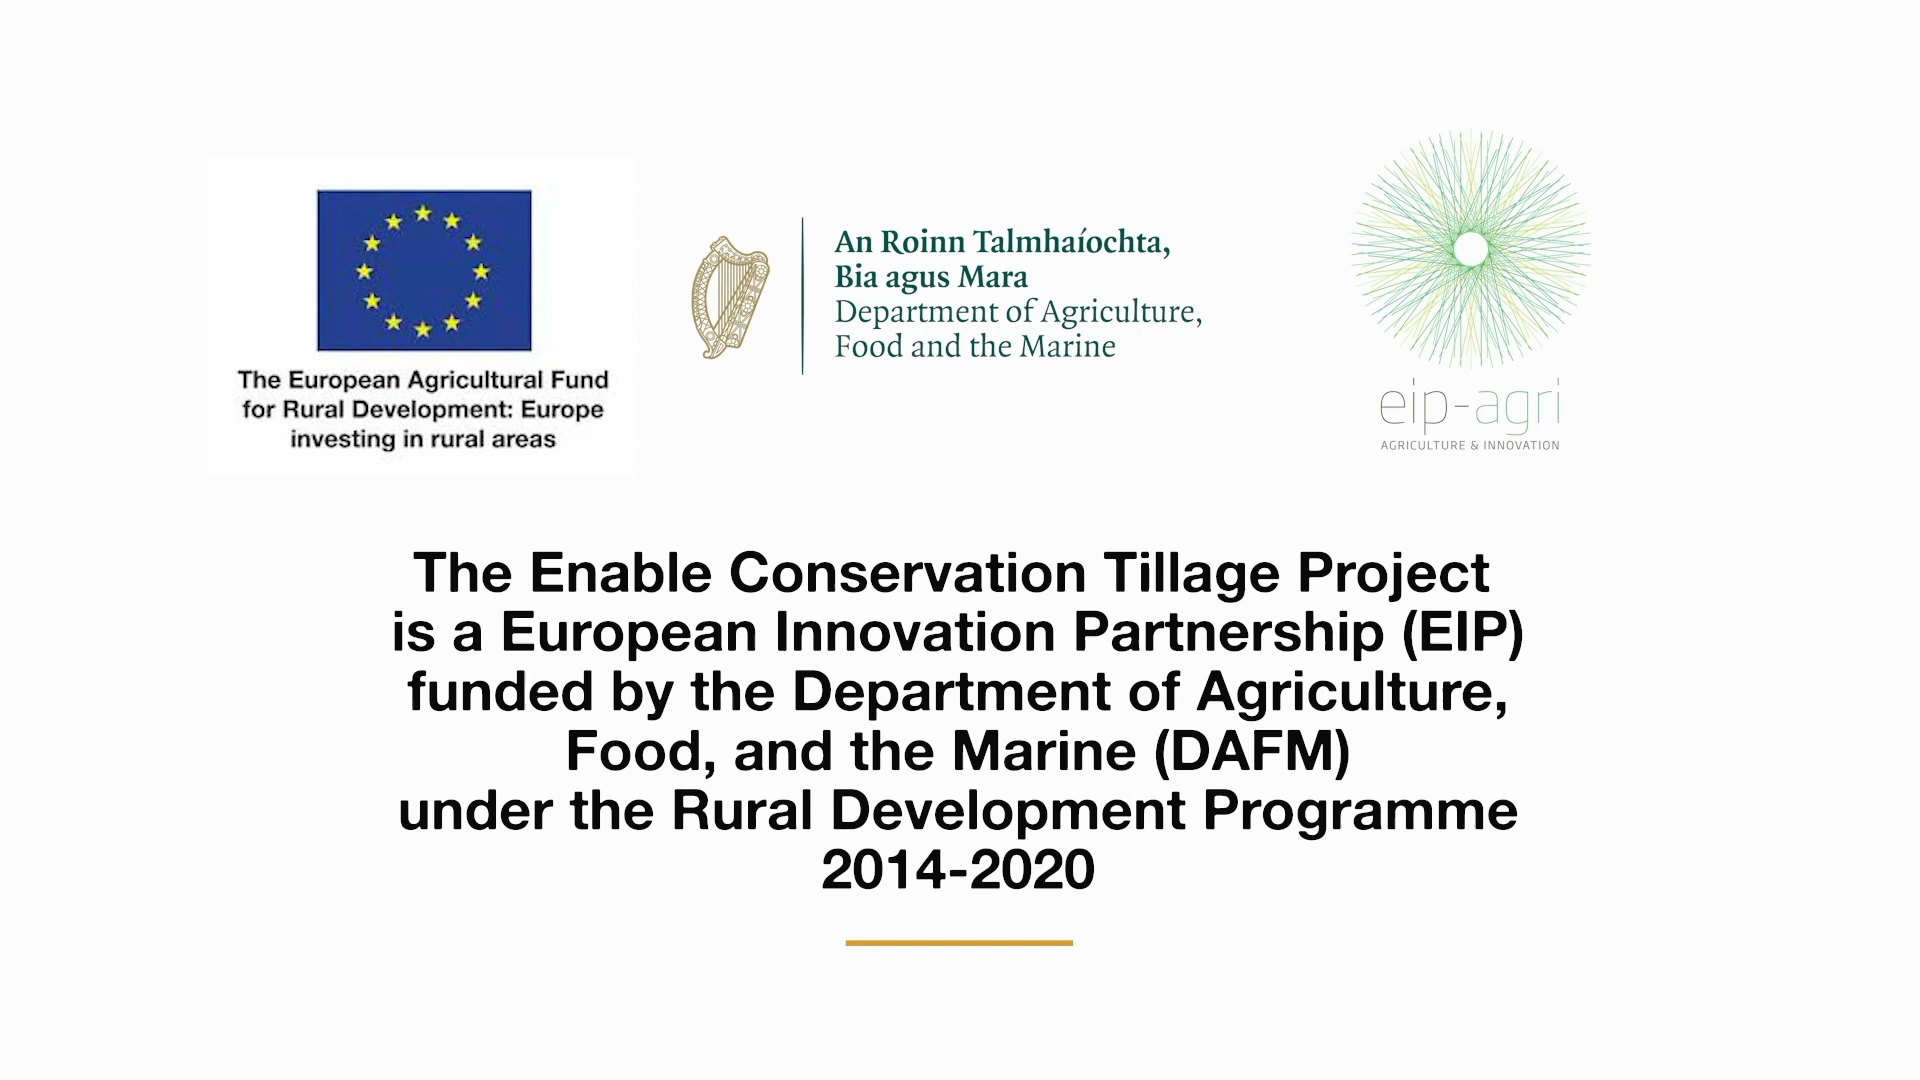 The European Agricultural Fund
for Rural Development: Europe
investing in rural areas
An Roinn Talmhaíochta,
Bia agus Mara
Department of Agriculture,
Food and the Marine
eip-agri
AGRICULTURE & INNOVATION
The Enable Conservation Tillage Project
is a European Innovation Partnership (EIP)
funded by the Department of Agriculture,
Food, and the Marine (DAFM)
under the Rural Development Programme
2014-2020